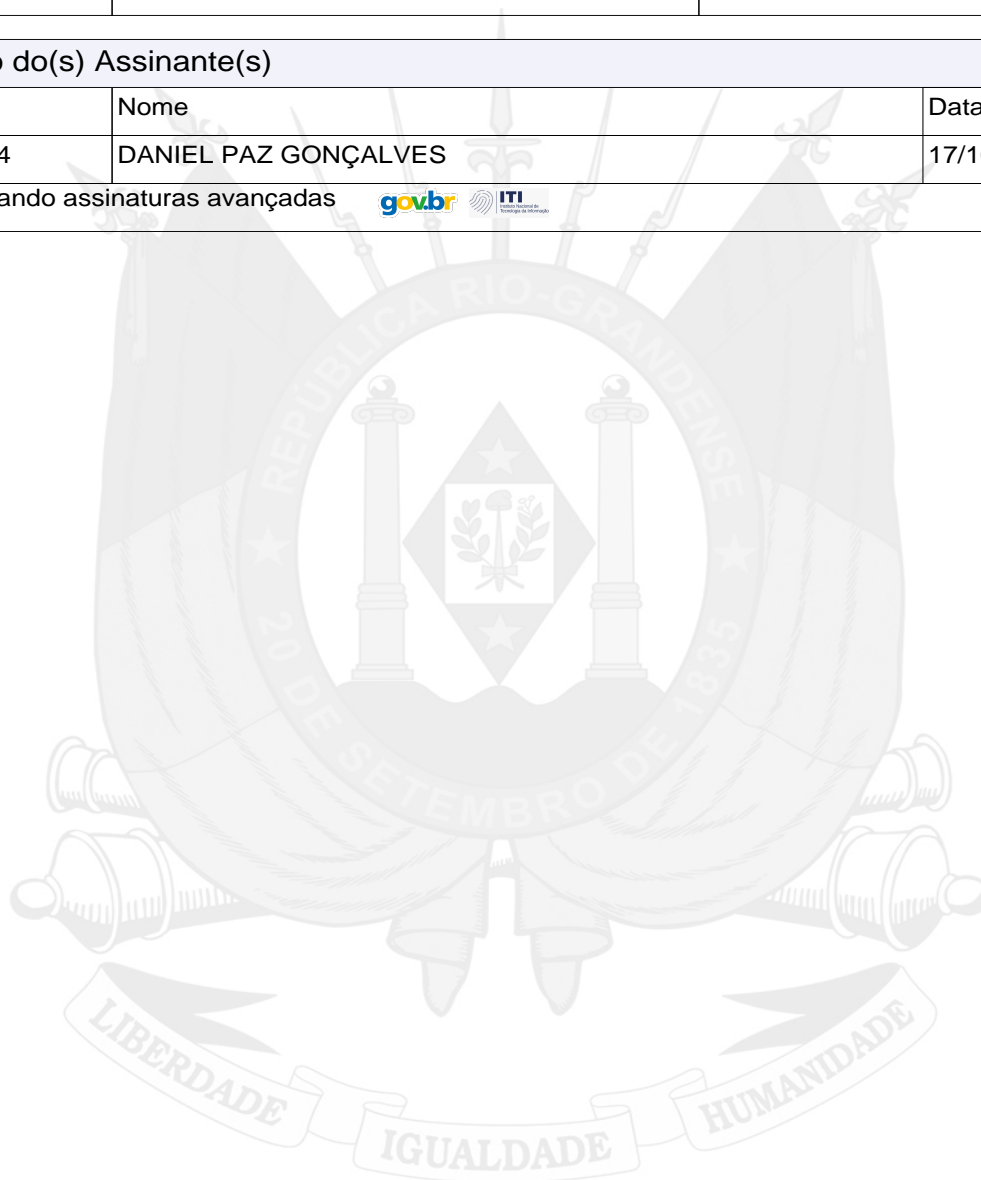 o do(s) Assinante(s)
Nome
Data
4
DANIEL PAZ GONÇALVES
17/1
ando assinaturas avançadas
gov.br
ITI
REPÚBLICA RIO-GRANDENSE
20 DE SETEMBRO DE 1835
LIBERDADE
IGUALDADE
HUMANIDADE